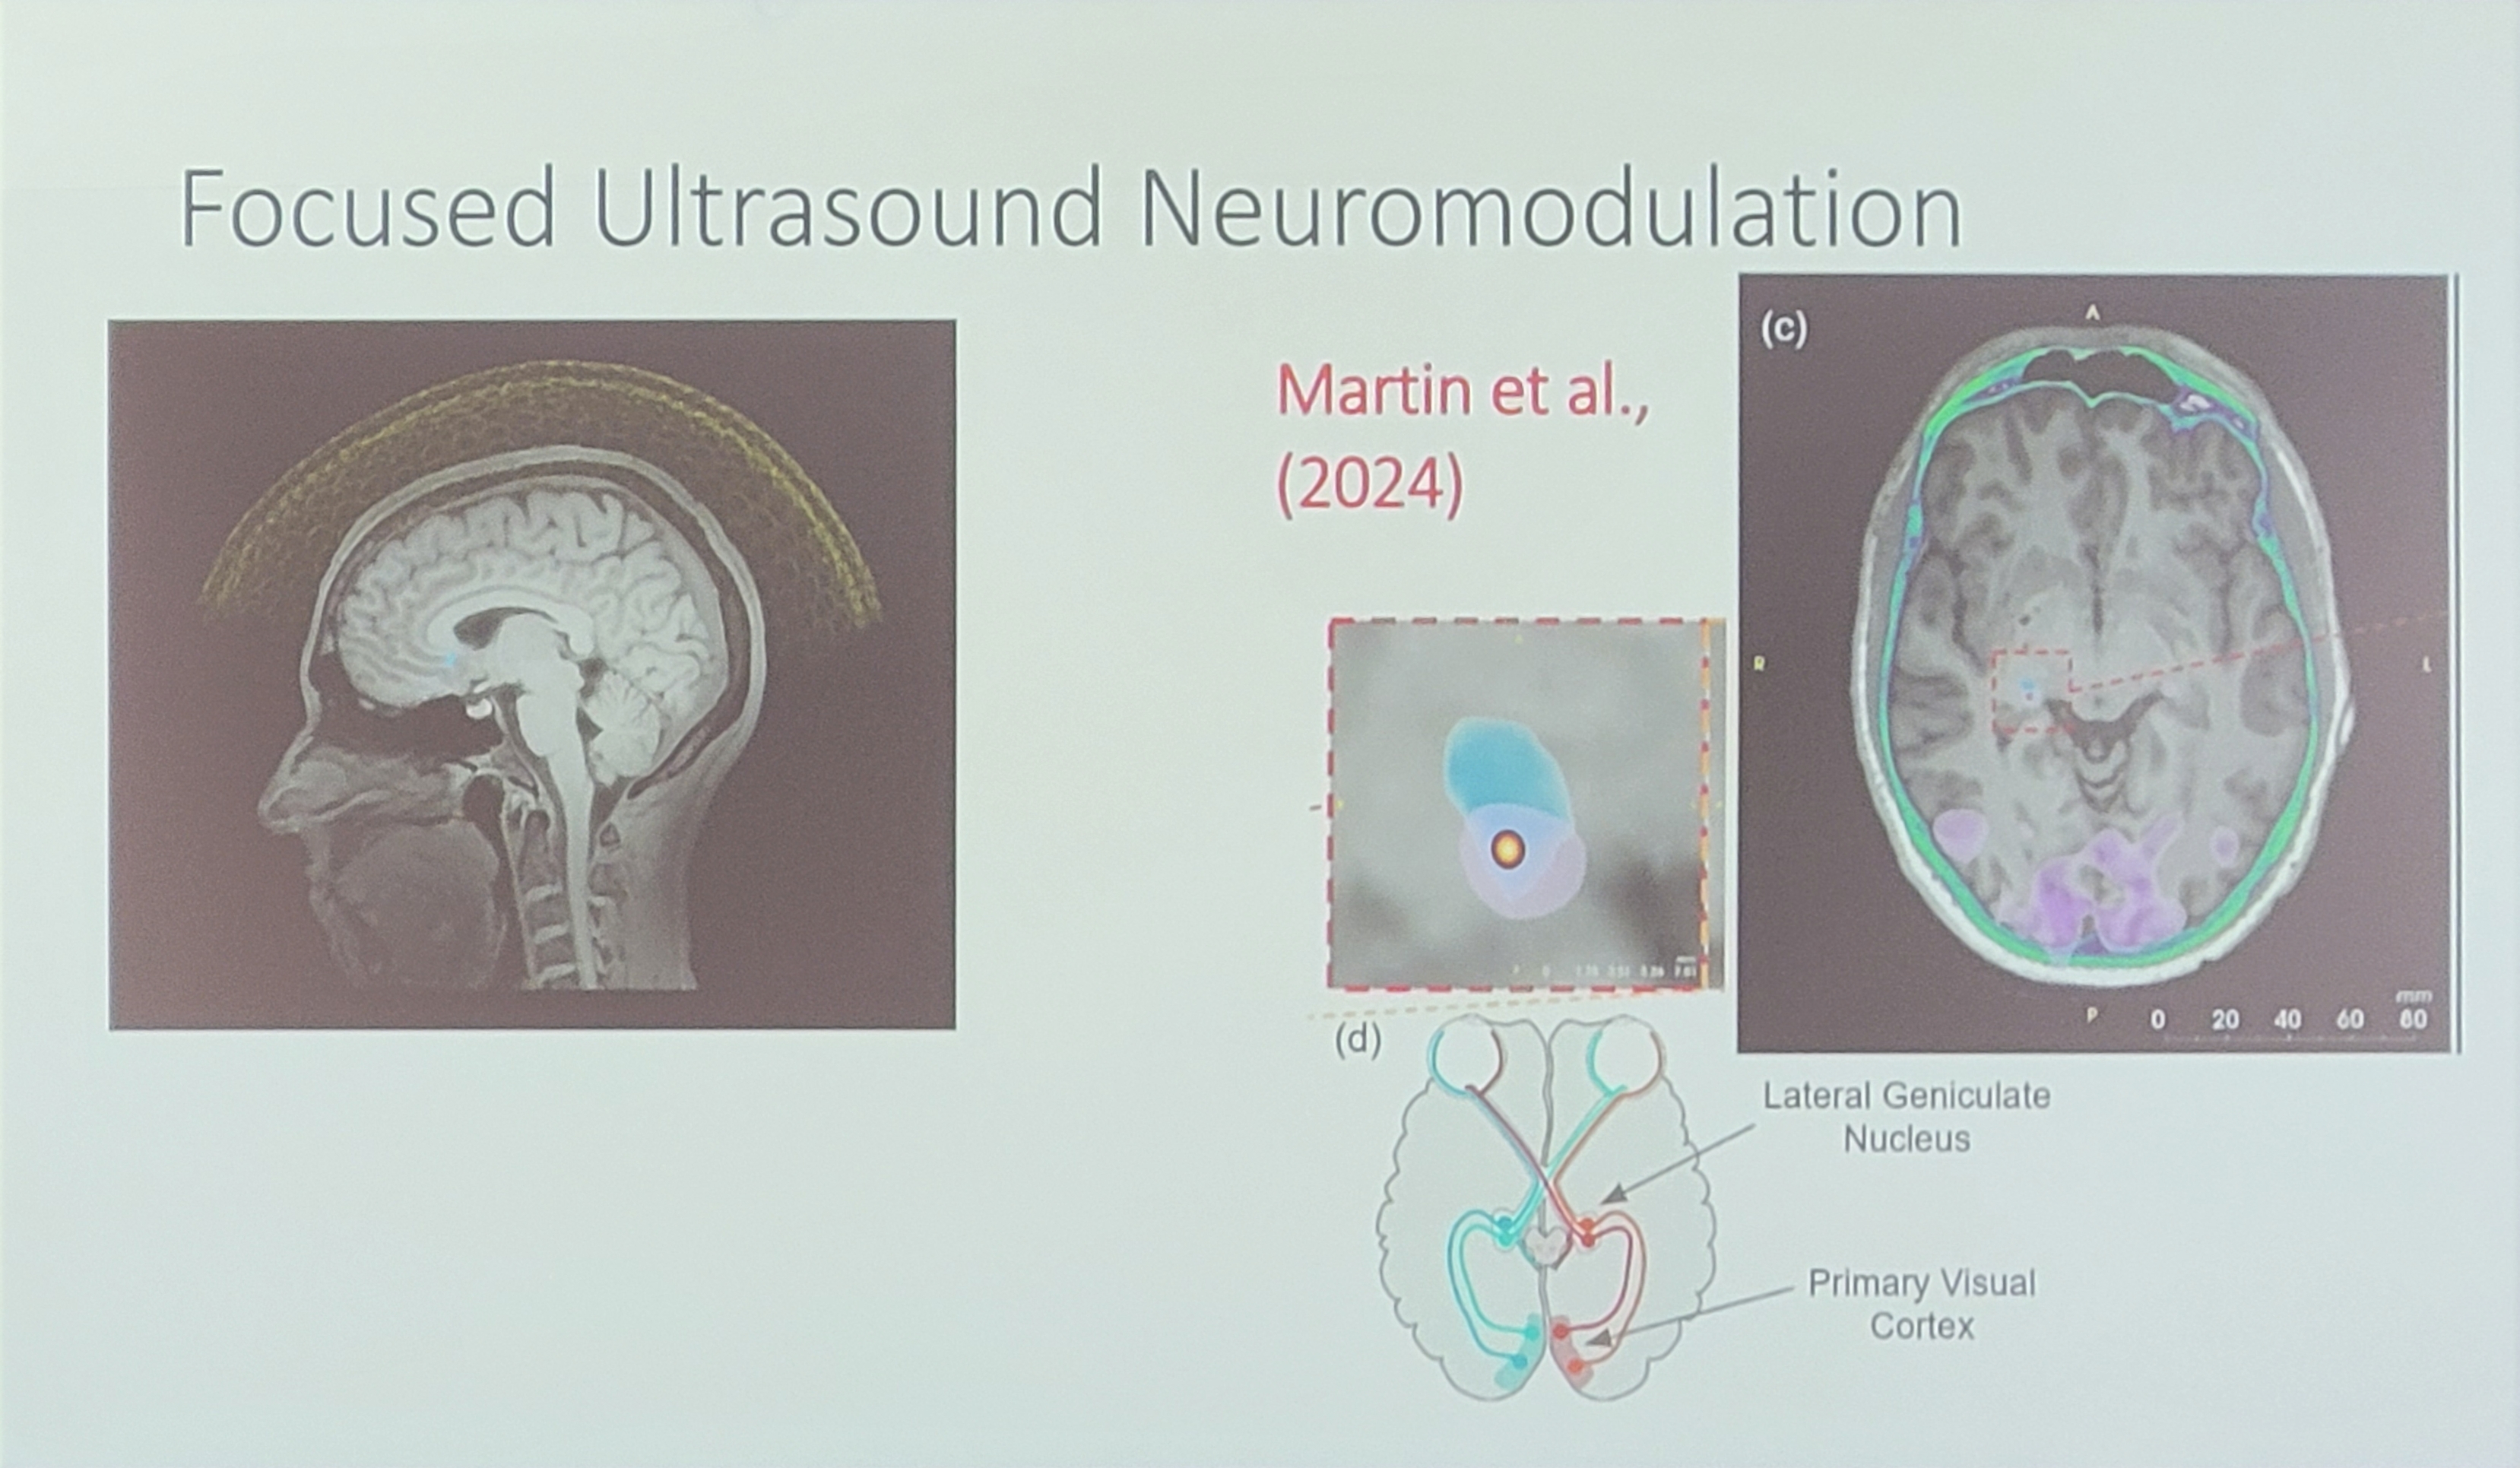 Focused Ultrasound Neuromodulation
Martin et al.,
(2024)
(c)
A
R
L
P
mm
0 20 40 60 80
(d)
Lateral Geniculate
Nucleus
Primary Visual
Cortex